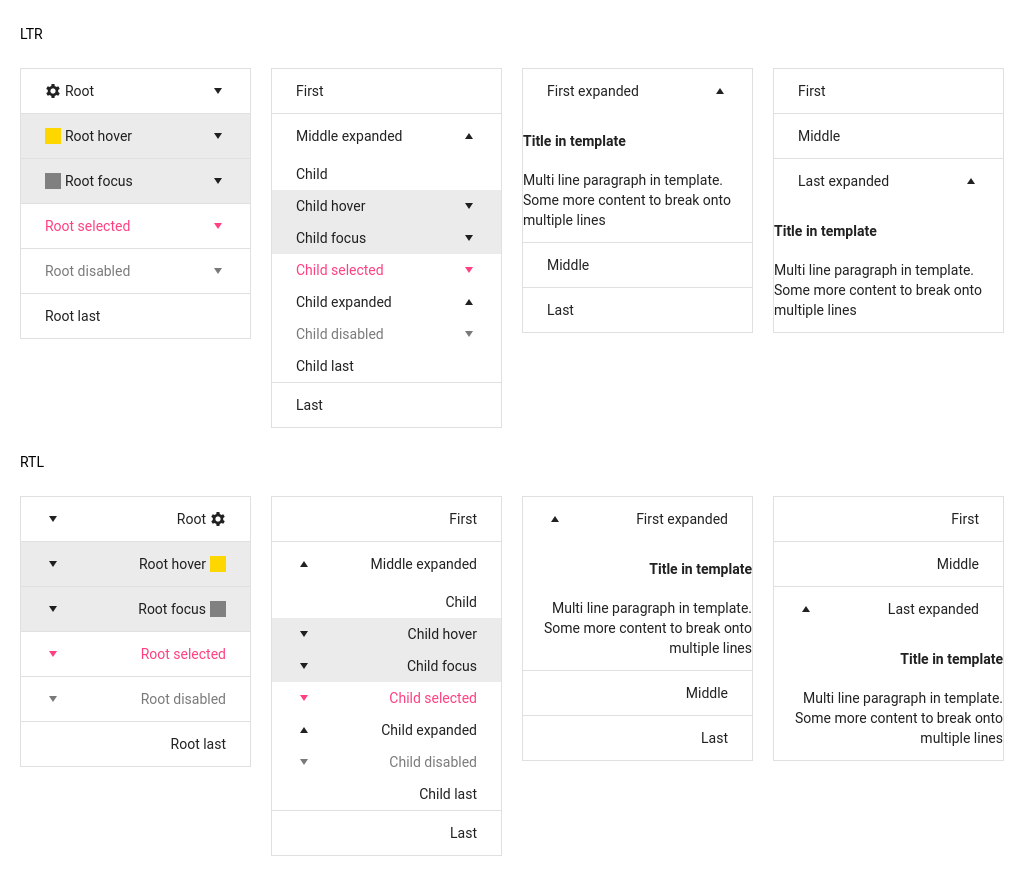 LTR
Root
Root hover
Root focus
Root selected
Root disabled
Root last
First
Middle expanded
Child
Child hover
Child focus
Child selected
Child expanded
Child disabled
Child last
Last
First expanded
Title in template
Multi line paragraph in template.
Some more content to break onto
multiple lines
Middle
Last
First
Middle
Last expanded
Title in template
Multi line paragraph in template.
Some more content to break onto
multiple lines
RTL
Root
Root hover
Root focus
Root selected
Root disabled
Root last
First
Middle expanded
Child
Child hover
Child focus
Child selected
Child expanded
Child disabled
Child last
Last
First expanded
Title in template
Multi line paragraph in template.
Some more content to break onto
multiple lines
Middle
Last
First
Middle
Last expanded
Title in template
Multi line paragraph in template.
Some more content to break onto
multiple lines